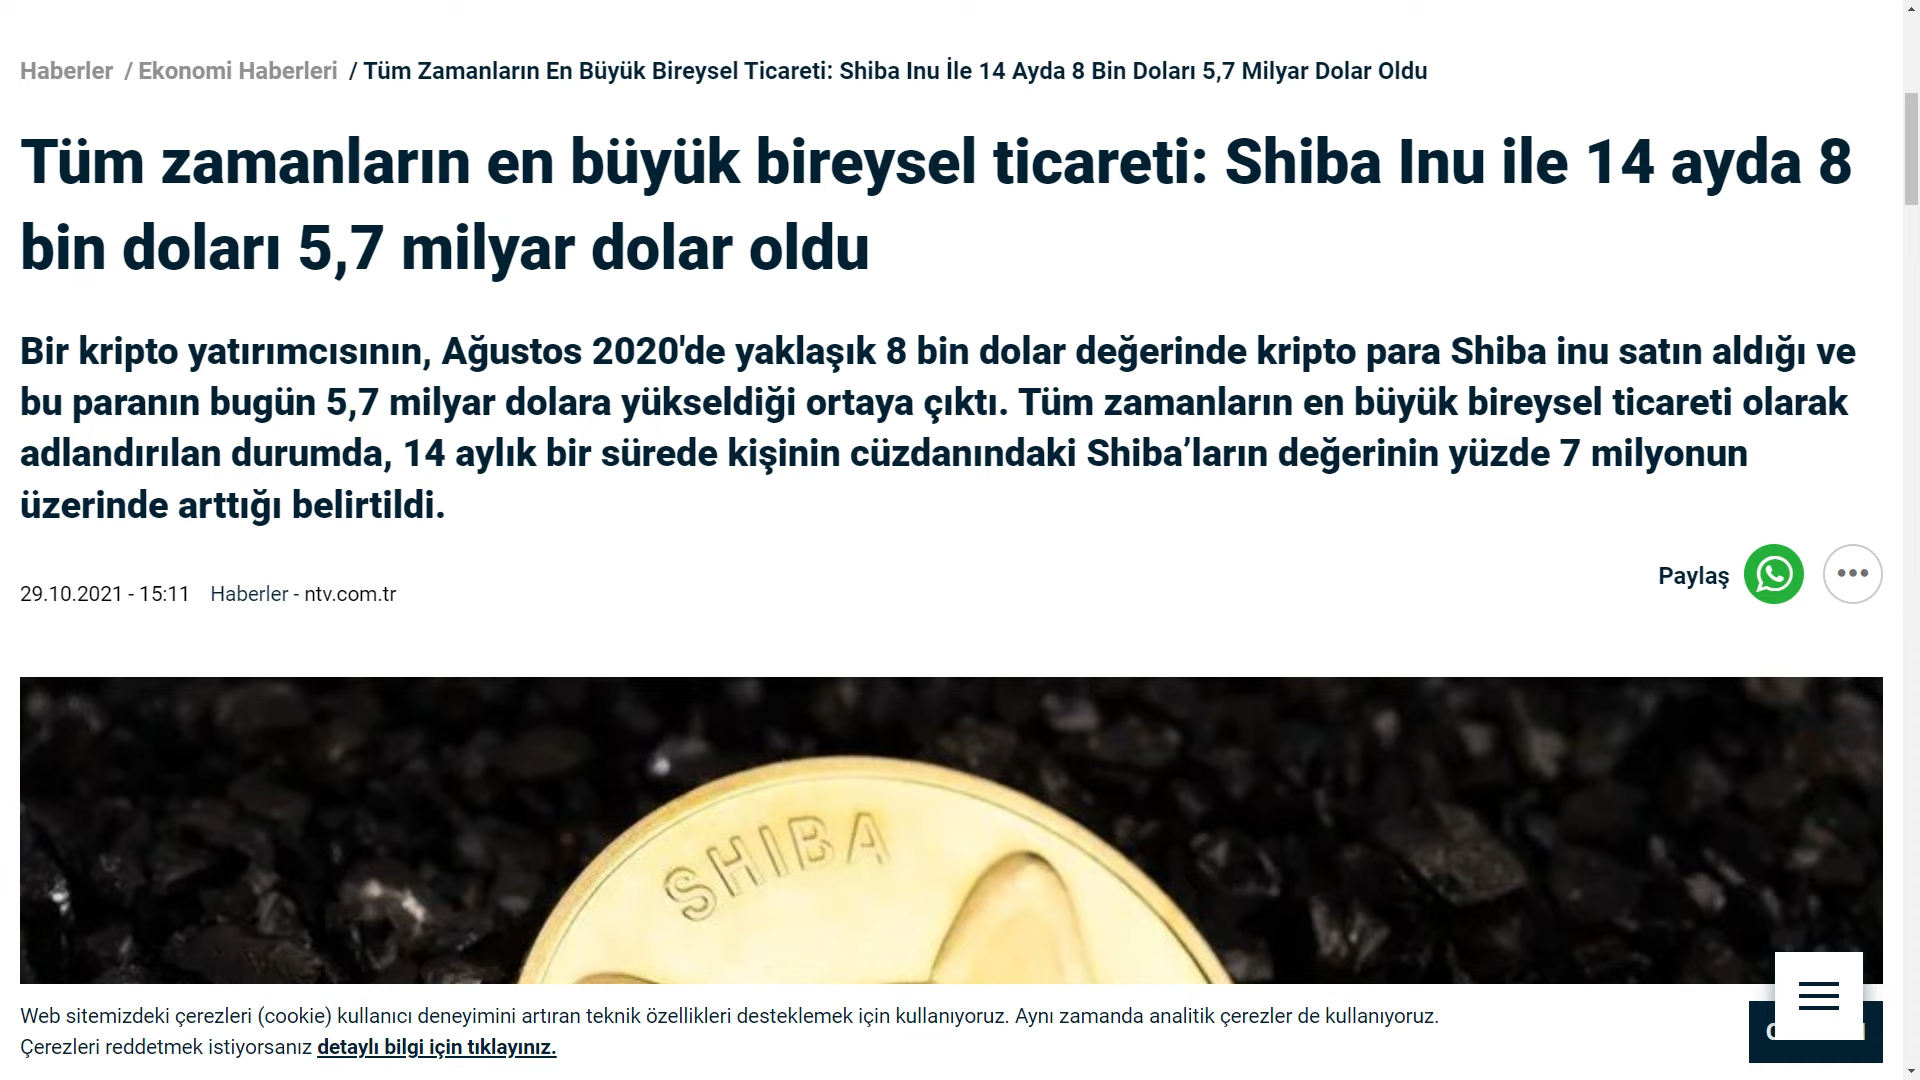 Haberler / Ekonomi Haberleri / Tüm Zamanların En Büyük Bireysel Ticareti: Shiba Inu İle 14 Ayda 8 Bin Doları 5,7 Milyar Dolar Oldu
Tüm zamanların en büyük bireysel ticareti: Shiba Inu ile 14 ayda 8
bin doları 5,7 milyar dolar oldu
Bir kripto yatırımcısının, Ağustos 2020'de yaklaşık 8 bin dolar değerinde kripto para Shiba inu satın aldığı ve
bu paranın bugün 5,7 milyar dolara yükseldiği ortaya çıktı. Tüm zamanların en büyük bireysel ticareti olarak
adlandırılan durumda, 14 aylık bir sürede kişinin cüzdanındaki Shiba’ların değerinin yüzde 7 milyonun
üzerinde arttığı belirtildi.
29.10.2021 - 15:11 Haberler - ntv.com.tr
Paylaş
SHIBA
Web sitemizdeki çerezleri (cookie) kullanıcı deneyimini artıran teknik özellikleri desteklemek için kullanıyoruz. Aynı zamanda analitik çerezler de kullanıyoruz.
Çerezleri reddetmek istiyorsanız detaylı bilgi için tıklayınız.